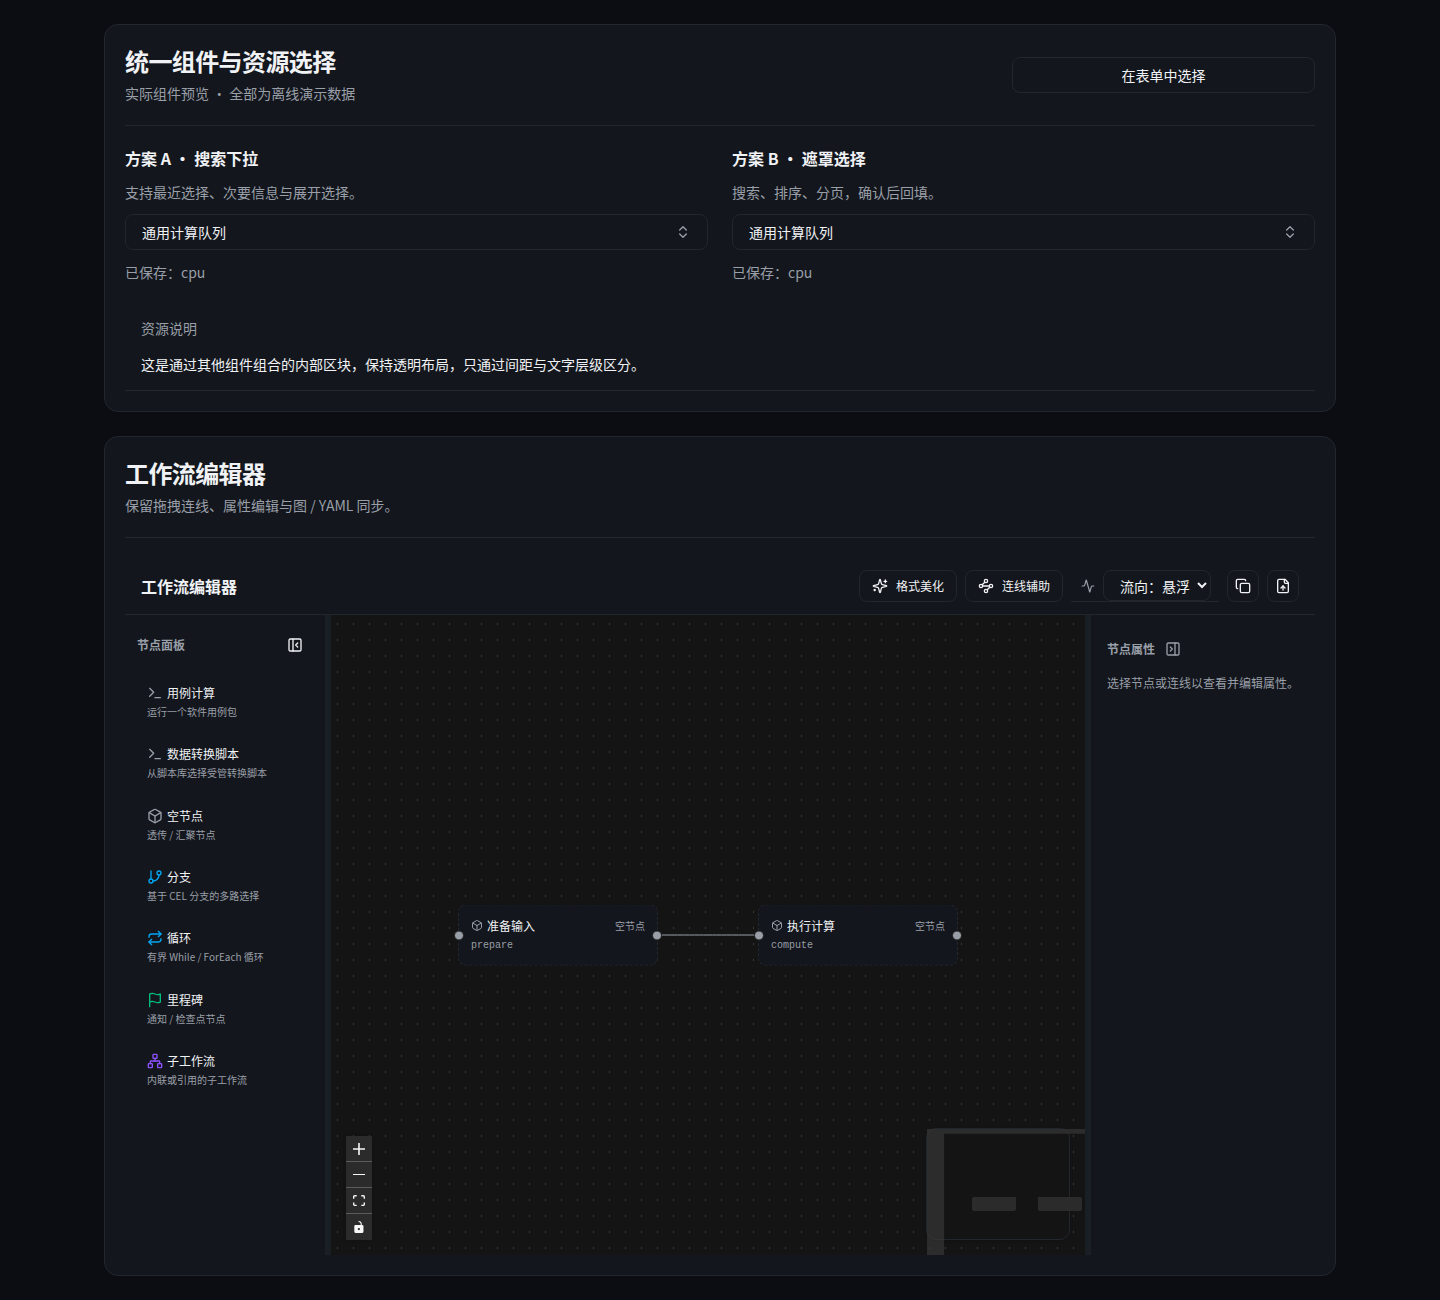 统一组件与资源选择
实际组件预览 · 全部为离线演示数据
在表单中选择
方案 A · 搜索下拉
支持最近选择、次要信息与展开选择。
通用计算队列
已保存：cpu
方案 B · 遮罩选择
搜索、排序、分页，确认后回填。
通用计算队列
已保存：cpu
资源说明
这是通过其他组件组合的内部区块，保持透明布局，只通过间距与文字层级区分。
工作流编辑器
保留拖拽连线、属性编辑与图 / YAML 同步。
工作流编辑器
格式美化
连线辅助
流向：悬浮
节点面板
用例计算
运行一个软件用例包
数据转换脚本
从脚本库选择受管转换脚本
空节点
透传 / 汇聚节点
分支
基于 CEL 分支的多路选择
循环
有界 While / ForEach 循环
里程碑
通知 / 检查点节点
子工作流
内联或引用的子工作流
准备输入 空节点
prepare
执行计算 空节点
compute
节点属性
选择节点或连线以查看并编辑属性。